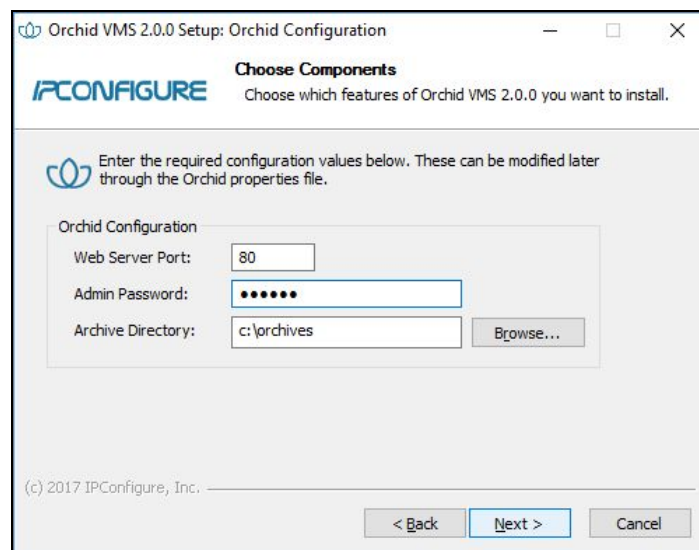 Orchid VMS 2.0.0 Setup: Orchid Configuration
IPCONFIGURE
Choose Components
Choose which features of Orchid VMS 2.0.0 you want to install.
Enter the required configuration values below. These can be modified later
through the Orchid properties file.
Orchid Configuration
Web Server Port:
80
Admin Password:
●●●●●●
Archive Directory:
c:\orchives
Browse...
(c) 2017 IPConfigure, Inc.
< Back
Next >
Cancel